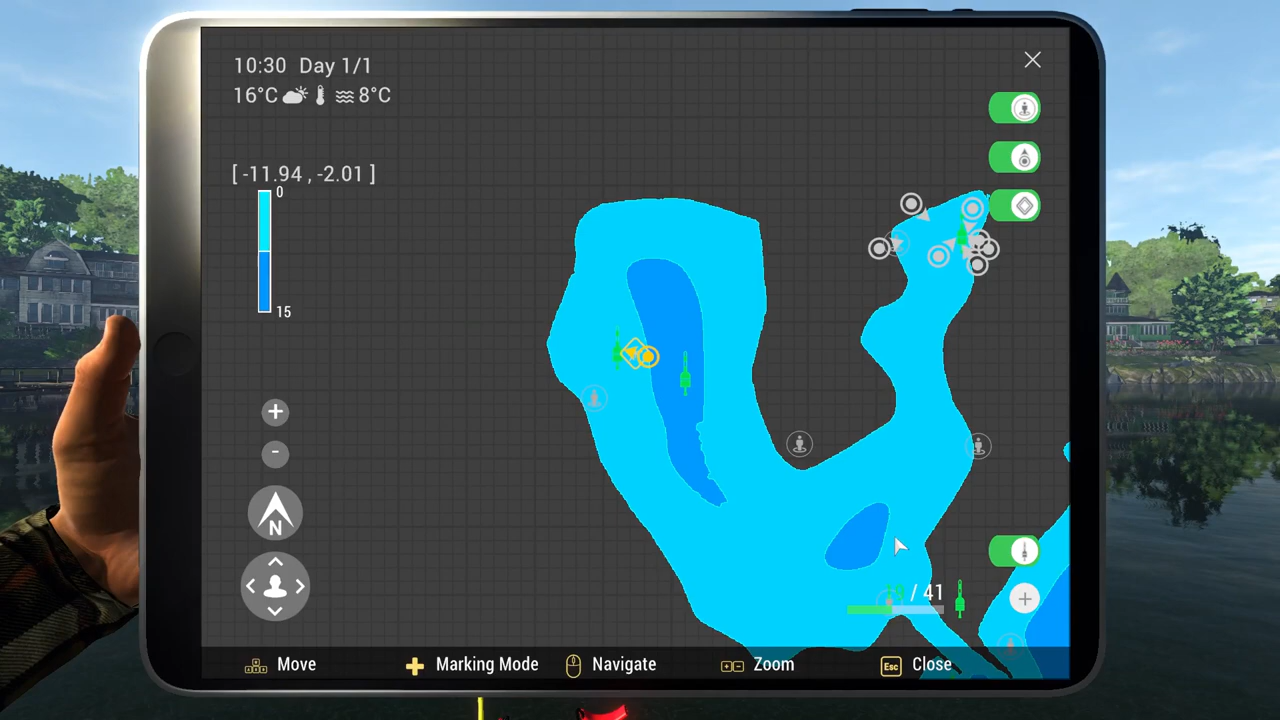 10:30 Day 1/1
16°C 8°C
[ -11.94 , -2.01 ]
0
15
+
-
N
/ 41
+
Move
Marking Mode
Navigate
Zoom
Esc Close